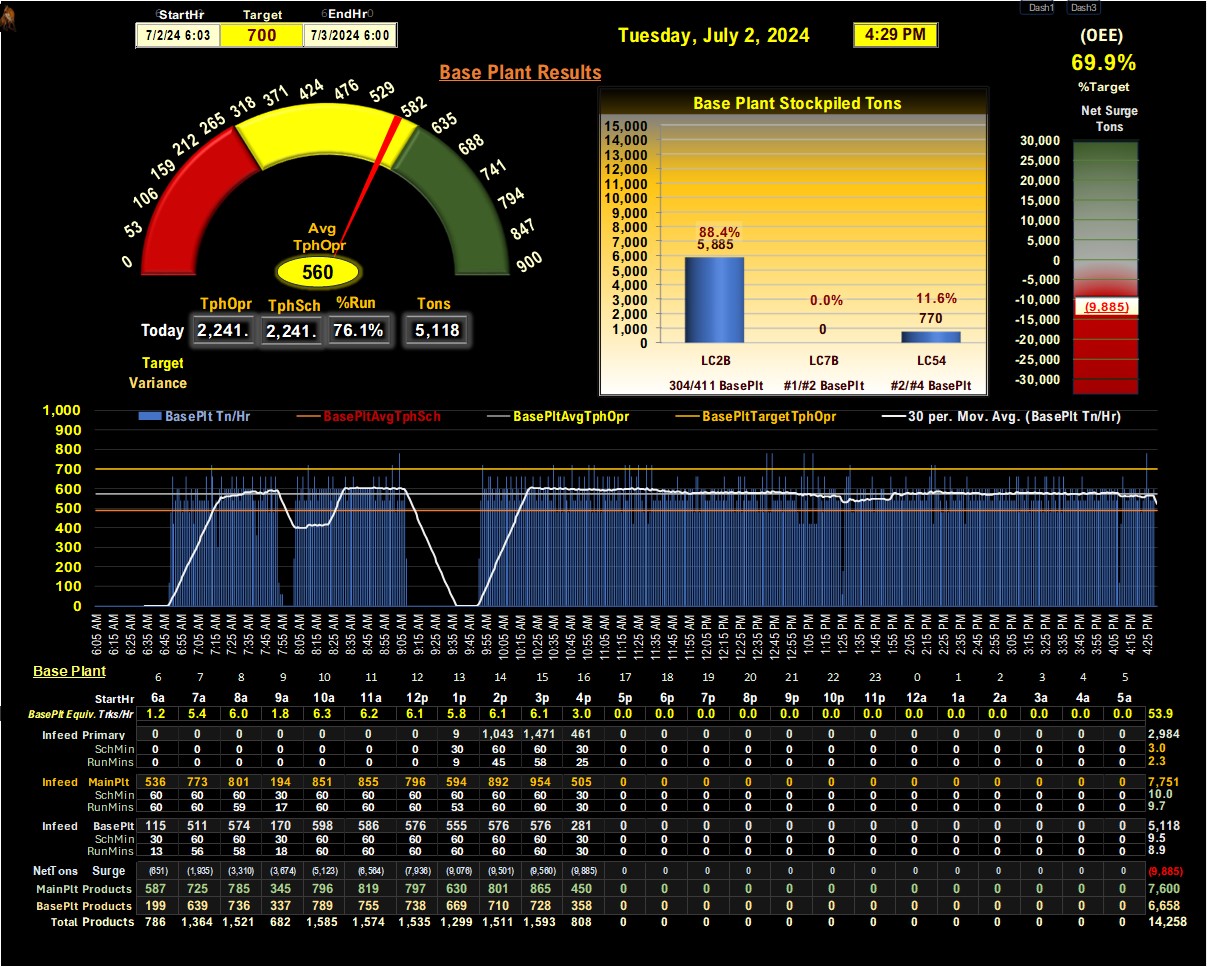 StartHr Target EndHr Dash1 Dash3
7/2/24 6:03 700 7/3/2024 6:00
Tuesday, July 2, 2024 4:29 PM
(OEE)
69.9%
%Target
Base Plant Results
Net Surge
Tons
0 53 106 159 212 265 318 371 424 476 529 582 635 688 741 794 847 900
Avg
TphOpr
560
TphOpr TphSch %Run Tons
Today 2,241. 2,241. 76.1% 5,118
Target
Variance
Base Plant Stockpiled Tons
15,000
14,000
13,000
12,000
11,000
10,000
9,000
8,000
7,000
6,000
5,000
4,000
3,000
2,000
1,000
0
88.4% 0.0% 11.6%
5,885 0 770
LC2B LC7B LC54
304/411 BasePlt #1/#2 BasePlt #2/#4 BasePlt
30,000
25,000
20,000
15,000
10,000
5,000
0
-5,000
-10,000
(9,885)
-15,000
-20,000
-25,000
-30,000
BasePlt Tn/Hr BasePltAvgTphSch BasePltAvgTphOpr BasePltTargetTphOpr 30 per. Mov. Avg. (BasePlt Tn/Hr)
1,000
900
800
700
600
500
400
300
200
100
0
6:05 AM 6:15 AM 6:25 AM 6:35 AM 6:45 AM 6:55 AM 7:05 AM 7:15 AM 7:25 AM 7:35 AM 7:45 AM 7:55 AM 8:05 AM 8:15 AM 8:25 AM 8:35 AM 8:45 AM 8:55 AM 9:05 AM 9:15 AM 9:25 AM 9:35 AM 9:45 AM 9:55 AM 10:05 AM 10:15 AM 10:25 AM 10:35 AM 10:45 AM 10:55 AM 11:05 AM 11:15 AM 11:25 AM 11:35 AM 11:45 AM 11:55 AM 12:05 PM 12:15 PM 12:25 PM 12:35 PM 12:45 PM 12:55 PM 1:05 PM 1:15 PM 1:25 PM 1:35 PM 1:45 PM 1:55 PM 2:05 PM 2:15 PM 2:25 PM 2:35 PM 2:45 PM 2:55 PM 3:05 PM 3:15 PM 3:25 PM 3:35 PM 3:45 PM 3:55 PM 4:05 PM 4:15 PM 4:25 PM
Base Plant 6 7 8 9 10 11 12 13 14 15 16 17 18 19 20 21 22 23 0 1 2 3 4 5
StartHr 6a 7a 8a 9a 10a 11a 12p 1p 2p 3p 4p 5p 6p 7p 8p 9p 10p 11p 12a 1a 2a 3a 4a 5a
BasePlt Equiv. Trks/Hr 1.2 5.4 6.0 1.8 6.3 6.2 6.1 5.8 6.1 6.1 3.0 0.0 0.0 0.0 0.0 0.0 0.0 0.0 0.0 0.0 0.0 0.0 0.0 0.0 53.9
Infeed Primary 0 0 0 0 0 0 0 9 1,043 1,471 461 0 0 0 0 0 0 0 0 0 0 0 0 0 2,984
SchMin 0 0 0 0 0 0 0 30 60 60 30 0 0 0 0 0 0 0 0 0 0 0 0 0 3.0
RunMins 0 0 0 0 0 0 0 9 45 58 25 0 0 0 0 0 0 0 0 0 0 0 0 0 2.3
Infeed MainPlt 536 773 801 194 851 855 796 594 892 954 505 0 0 0 0 0 0 0 0 0 0 0 0 0 7,751
SchMin 60 60 60 30 60 60 60 60 60 60 30 0 0 0 0 0 0 0 0 0 0 0 0 0 10.0
RunMins 60 60 59 17 60 60 60 53 60 60 30 0 0 0 0 0 0 0 0 0 0 0 0 0 9.7
Infeed BasePlt 115 511 574 170 598 586 576 555 576 576 281 0 0 0 0 0 0 0 0 0 0 0 0 0 5,118
SchMin 30 60 60 30 60 60 60 60 60 60 30 0 0 0 0 0 0 0 0 0 0 0 0 0 9.5
RunMins 13 56 58 18 60 60 60 60 60 60 30 0 0 0 0 0 0 0 0 0 0 0 0 0 8.9
NetTons Surge (651) (1,935) (3,310) (3,674) (5,123) (6,564) (7,936) (9,076) (9,501) (9,560) (9,885) 0 0 0 0 0 0 0 0 0 0 0 0 0 (9,885)
MainPlt Products 587 725 785 345 796 819 797 630 801 865 450 0 0 0 0 0 0 0 0 0 0 0 0 0 7,600
BasePlt Products 199 639 736 337 789 755 738 669 710 728 358 0 0 0 0 0 0 0 0 0 0 0 0 0 6,658
Total Products 786 1,364 1,521 682 1,585 1,574 1,535 1,299 1,511 1,593 808 0 0 0 0 0 0 0 0 0 0 0 0 0 14,258